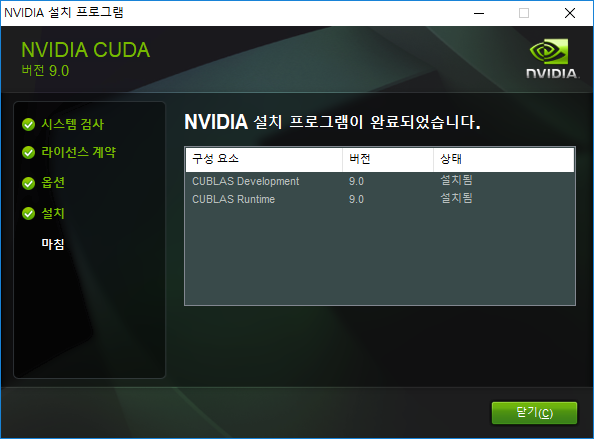 NVIDIA 설치 프로그램
NVIDIA CUDA
버전 9.0
NVIDIA.
시스템 검사
라이선스 계약
옵션
설치
마침
NVIDIA 설치 프로그램이 완료되었습니다.
구성 요소 버전 상태
CUBLAS Development 9.0 설치됨
CUBLAS Runtime 9.0 설치됨
닫기(C)